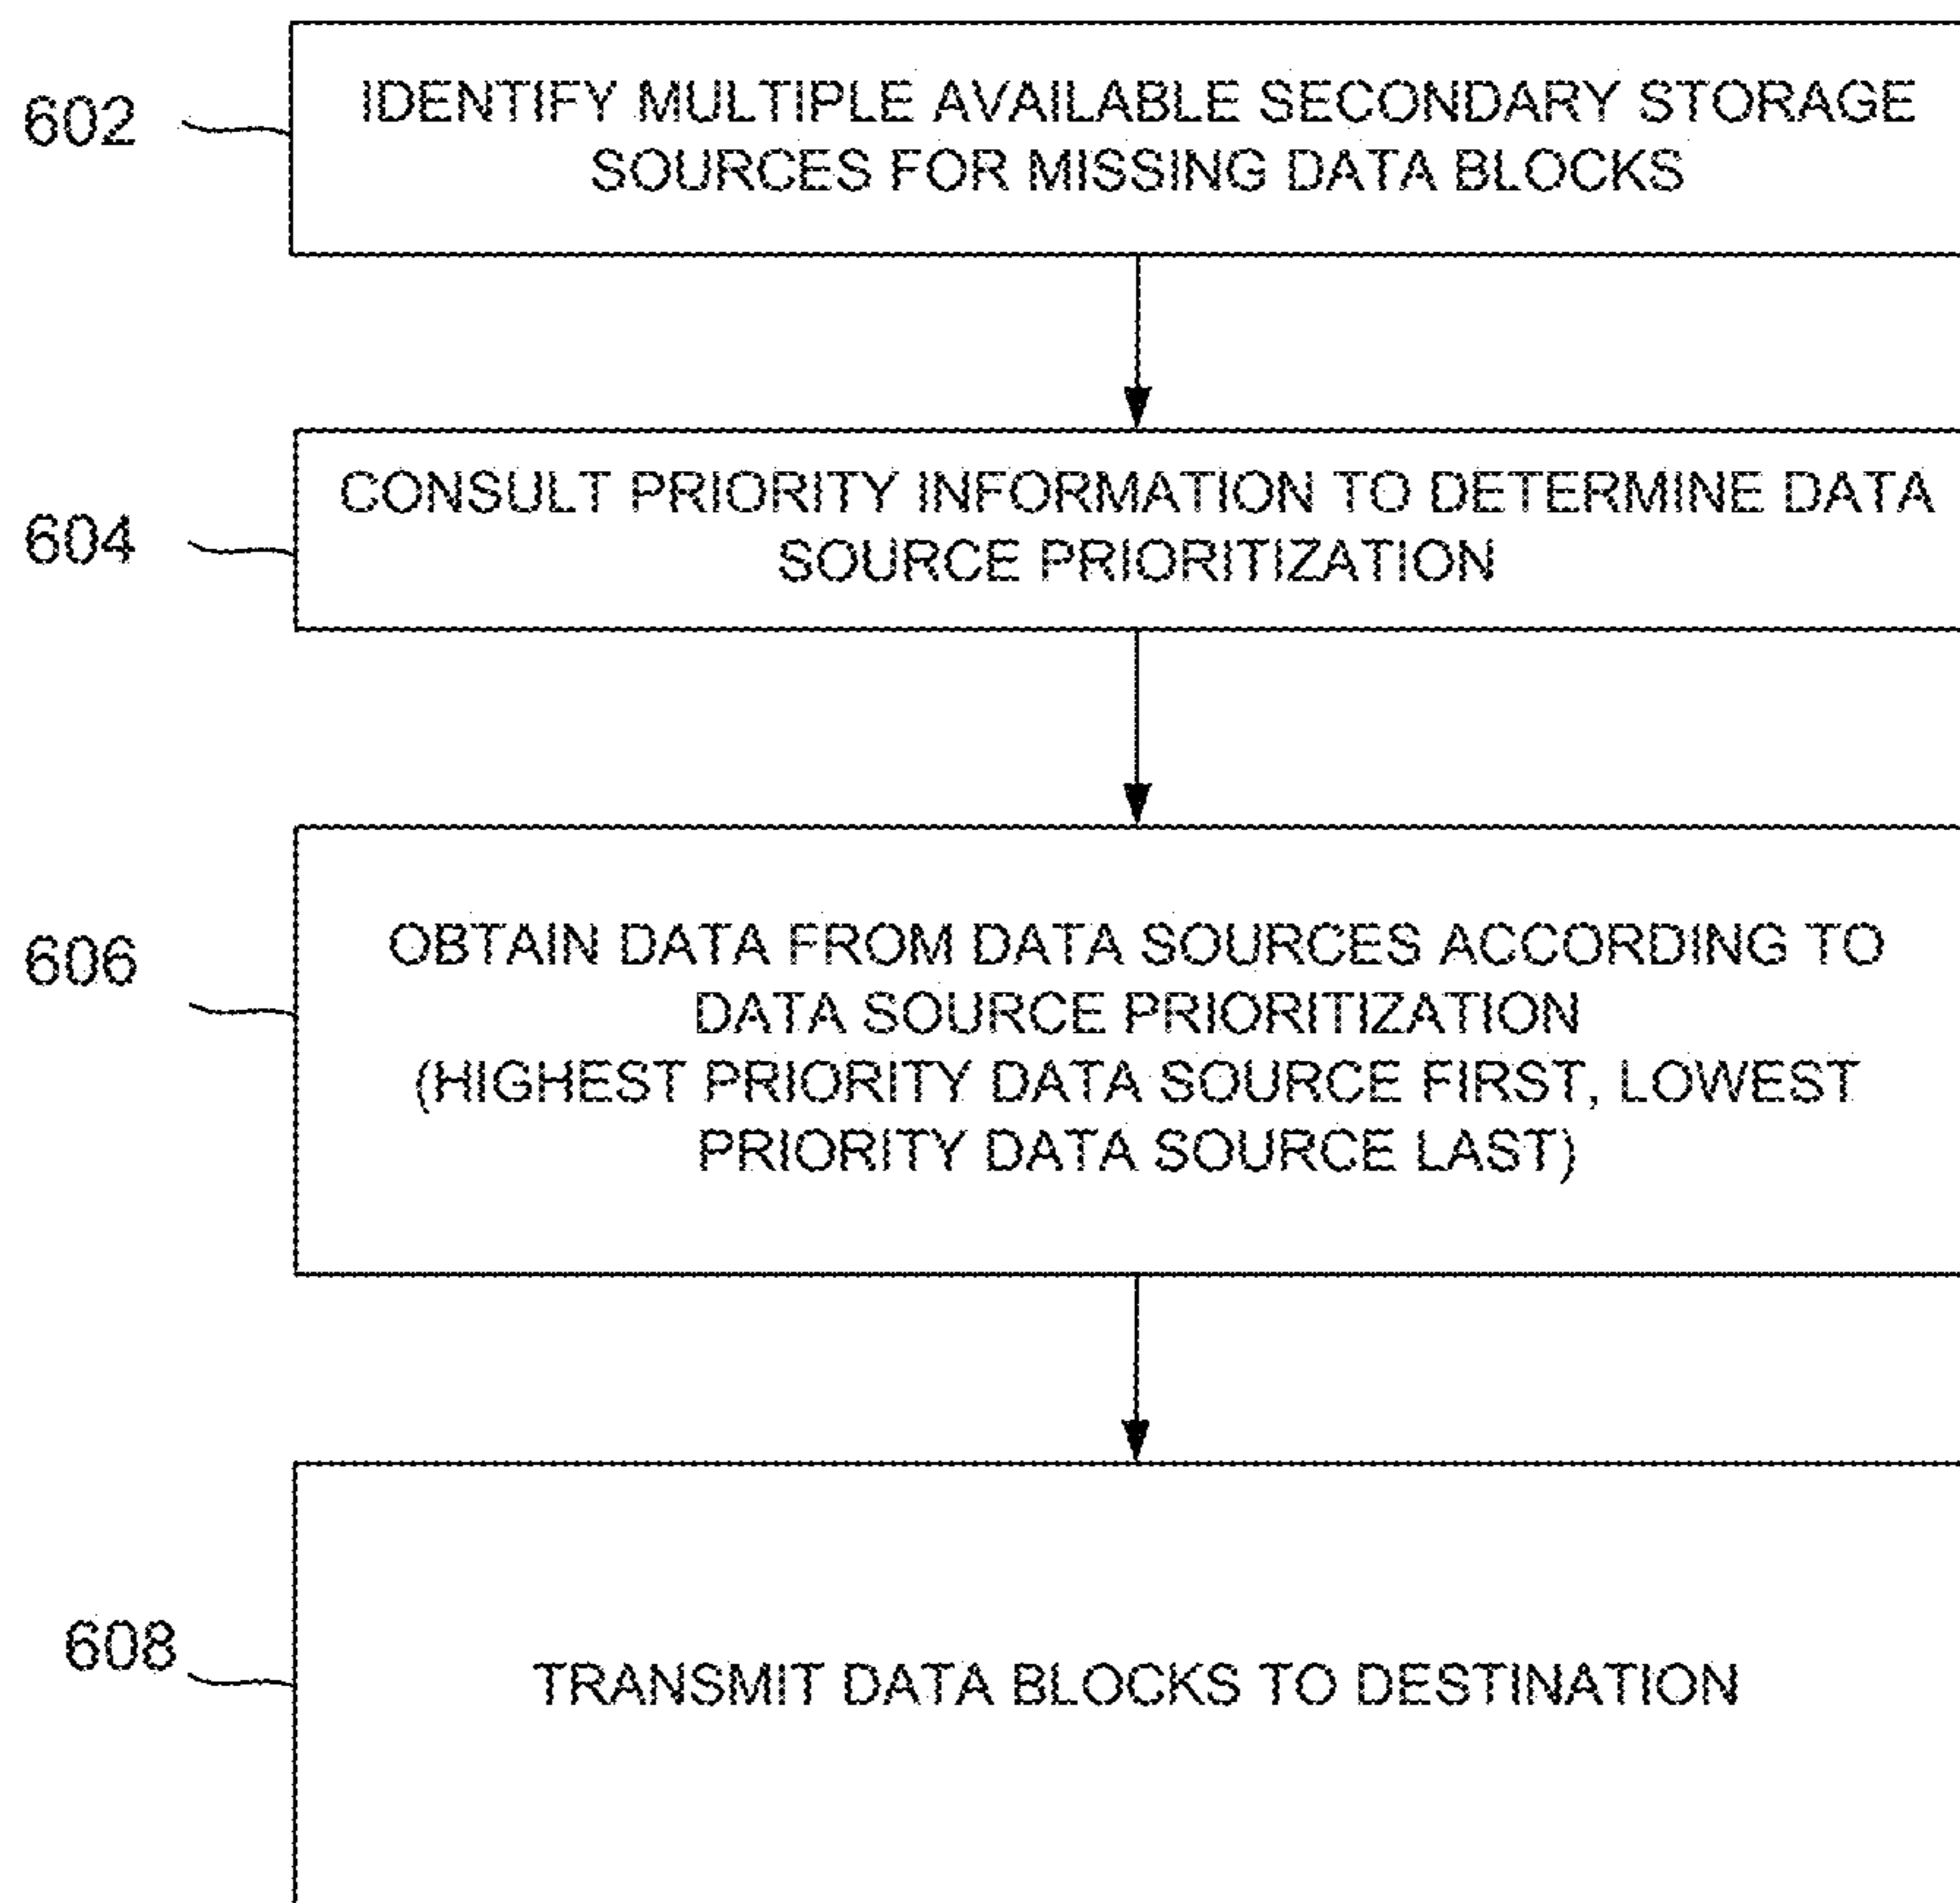 602
IDENTIFY MULTIPLE AVAILABLE SECONDARY STORAGE
SOURCES FOR MISSING DATA BLOCKS
604
CONSULT PRIORITY INFORMATION TO DETERMINE DATA
SOURCE PRIORITIZATION
606
OBTAIN DATA FROM DATA SOURCES ACCORDING TO
DATA SOURCE PRIORITIZATION
(HIGHEST PRIORITY DATA SOURCE FIRST, LOWEST
PRIORITY DATA SOURCE LAST)
608
TRANSMIT DATA BLOCKS TO DESTINATION